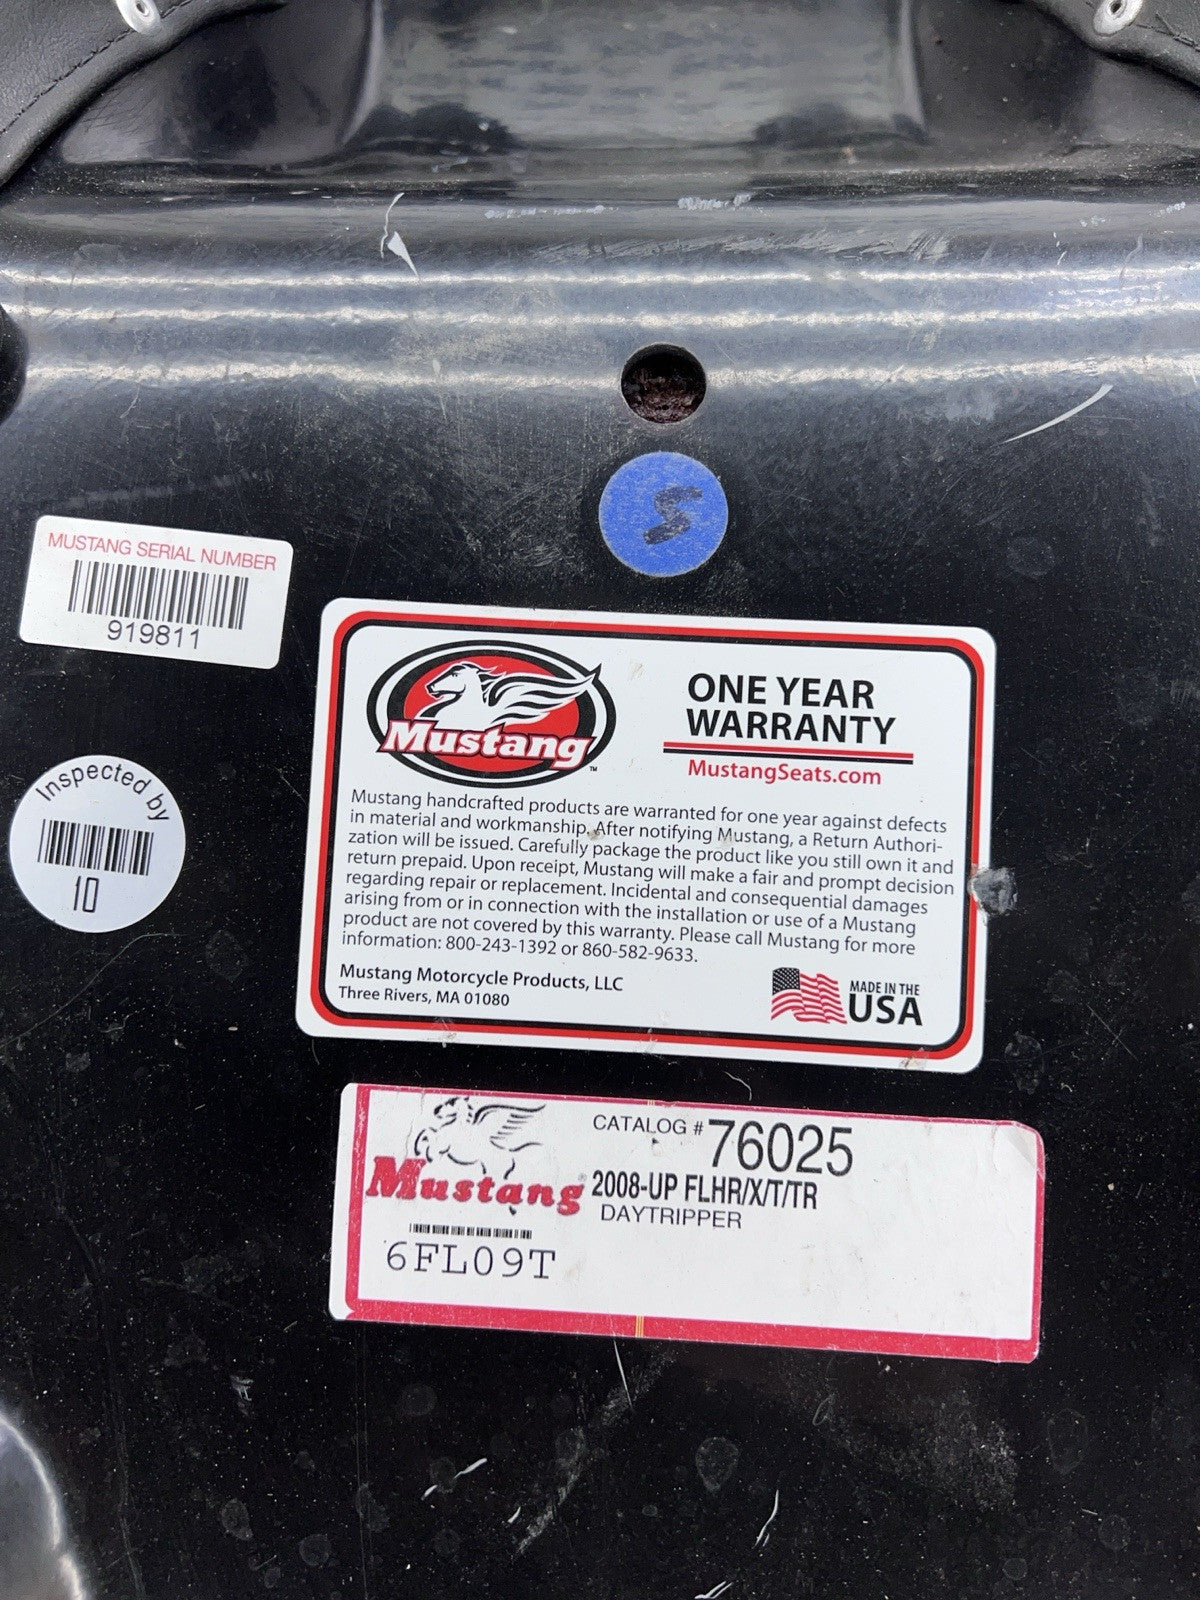 S
MUSTANG SERIAL NUMBER
919811
Mustang
TM
ONE YEAR
WARRANTY
MustangSeats.com
Mustang handcrafted products are warranted for one year against defects
in material and workmanship. After notifying Mustang, a Return Authori-
zation will be issued. Carefully package the product like you still own it and
return prepaid. Upon receipt, Mustang will make a fair and prompt decision
regarding repair or replacement. Incidental and consequential damages
arising from or in connection with the installation or use of a Mustang
product are not covered by this warranty. Please call Mustang for more
information: 800-243-1392 or 860-582-9633.
Mustang Motorcycle Products, LLC
Three Rivers, MA 01080
MADE IN THE
USA
Inspected by
10
Mustang®
CATALOG # 76025
2008-UP FLHR/X/T/TR
DAYTRIPPER
6FL09T